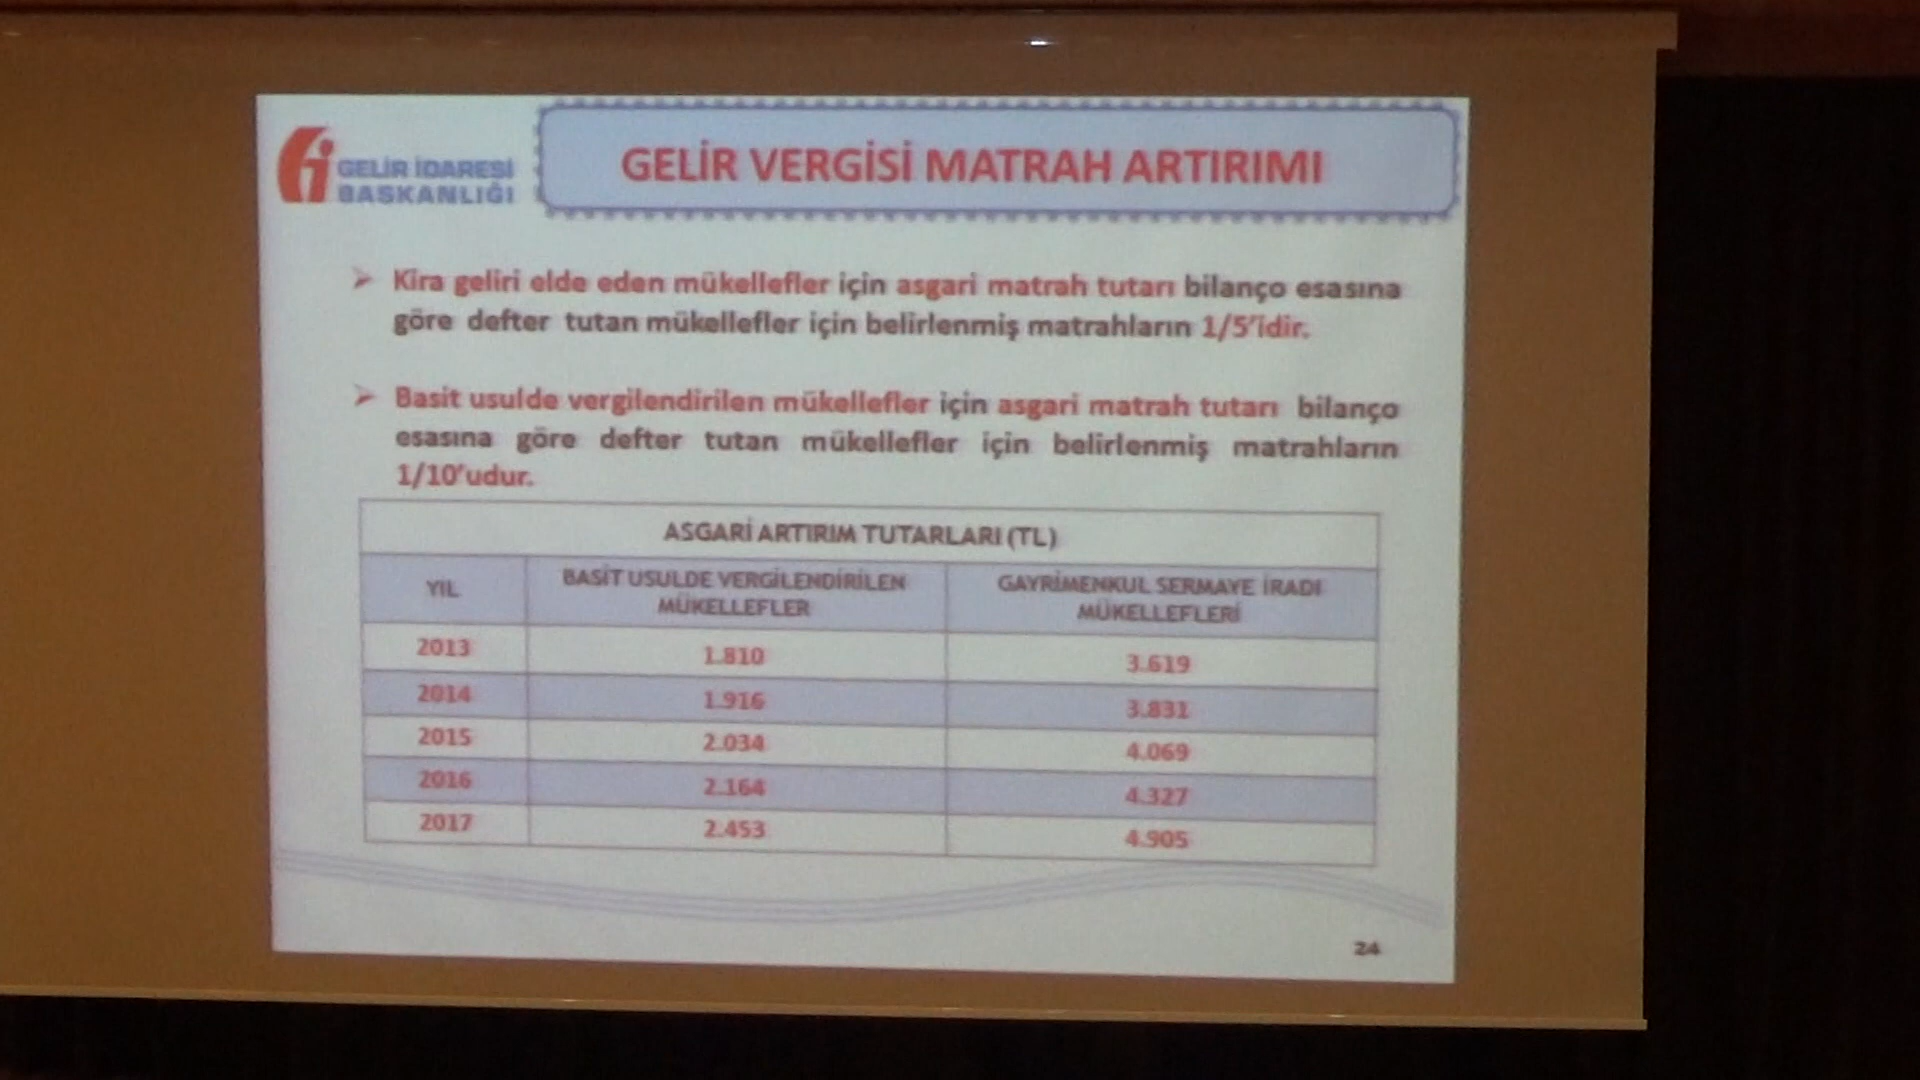 GELİR İDARESİ
BAŞKANLIĞI
GELİR VERGİSİ MATRAH ARTIRIMI
➢ Kira geliri elde eden mükellefler için asgari matrah tutarı bilanço esasına
göre defter tutan mükellefler için belirlenmiş matrahların 1/5'idir.
➢ Basit usulde vergilendirilen mükellefler için asgari matrah tutarı bilanço
esasına göre defter tutan mükellefler için belirlenmiş matrahların
1/10'udur.
ASGARİ ARTIRIM TUTARLARI (TL)
YIL BASİT USULDE VERGİLENDİRİLEN MÜKELLEFLER GAYRİMENKUL SERMAYE İRADI MÜKELLEFLERİ
2013 1.810 3.619
2014 1.916 3.831
2015 2.034 4.069
2016 2.164 4.327
2017 2.453 4.905
24